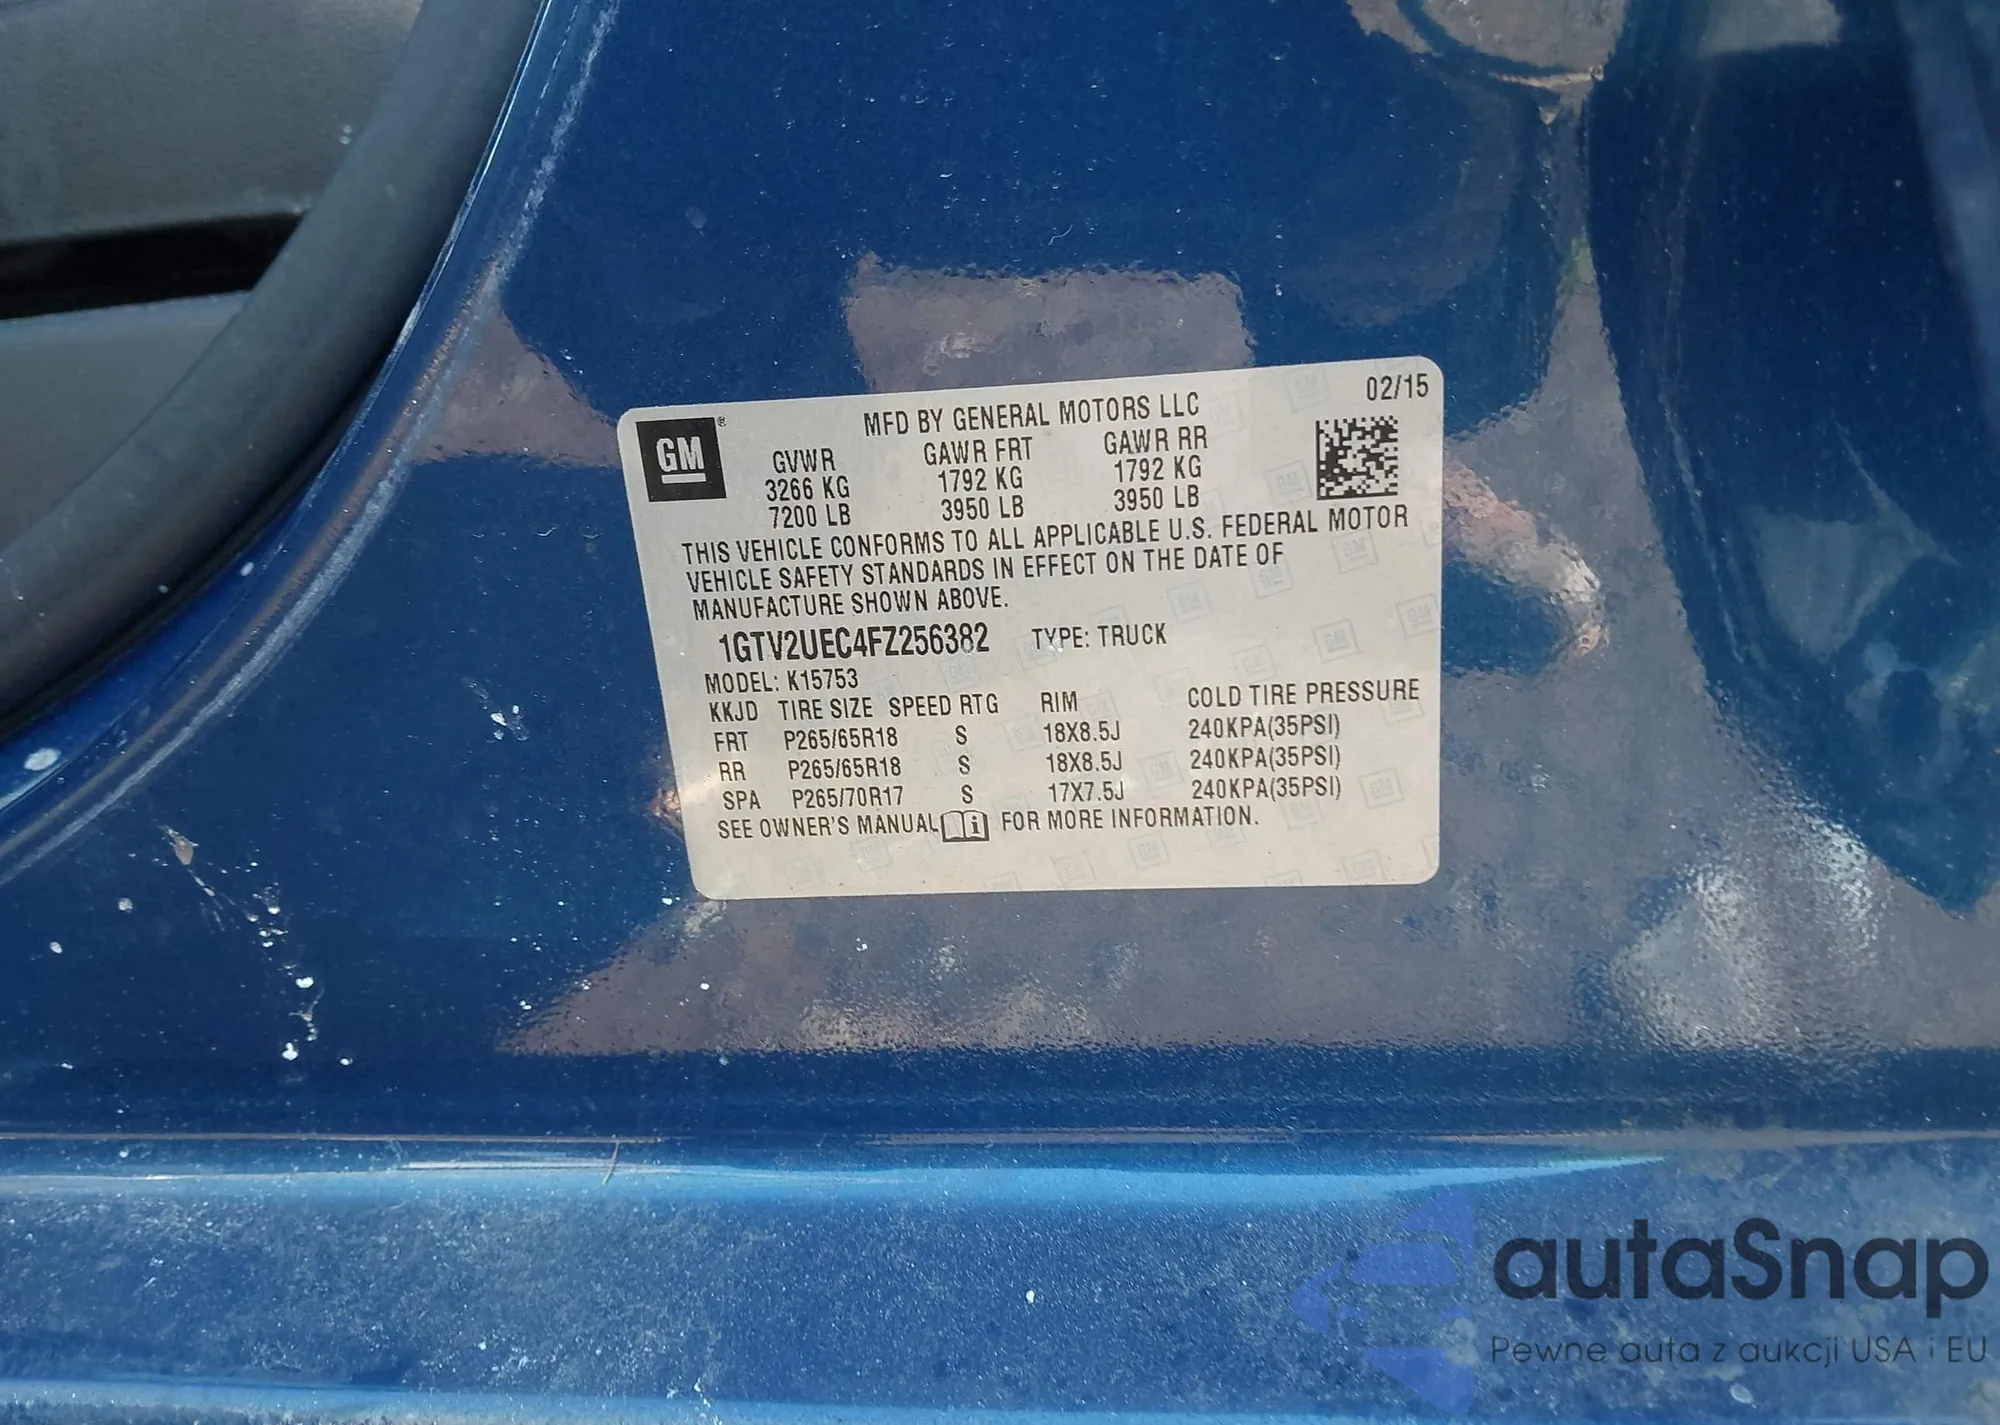 GM®
MFD BY GENERAL MOTORS LLC 02/15
GVWR GAWR FRT GAWR RR
3266 KG 1792 KG 1792 KG
7200 LB 3950 LB 3950 LB
THIS VEHICLE CONFORMS TO ALL APPLICABLE U.S. FEDERAL MOTOR
VEHICLE SAFETY STANDARDS IN EFFECT ON THE DATE OF
MANUFACTURE SHOWN ABOVE.
1GTV2UEC4FZ256382 TYPE: TRUCK
MODEL: K15753
KKJD TIRE SIZE SPEED RTG RIM COLD TIRE PRESSURE
FRT P265/65R18 S 18X8.5J 240KPA(35PSI)
RR P265/65R18 S 18X8.5J 240KPA(35PSI)
SPA P265/70R17 S 17X7.5J 240KPA(35PSI)
SEE OWNER'S MANUAL i FOR MORE INFORMATION.
autaSnap
Pewne auta z aukcji USA i EU